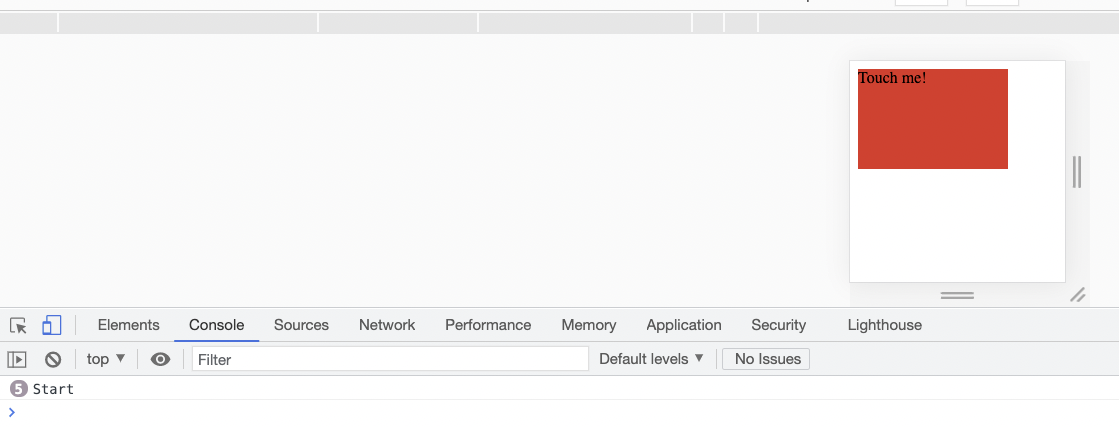 Touch me!
Elements Console Sources Network Performance Memory Application Security Lighthouse
top ▼ Filter Default levels ▼ No Issues
5 Start